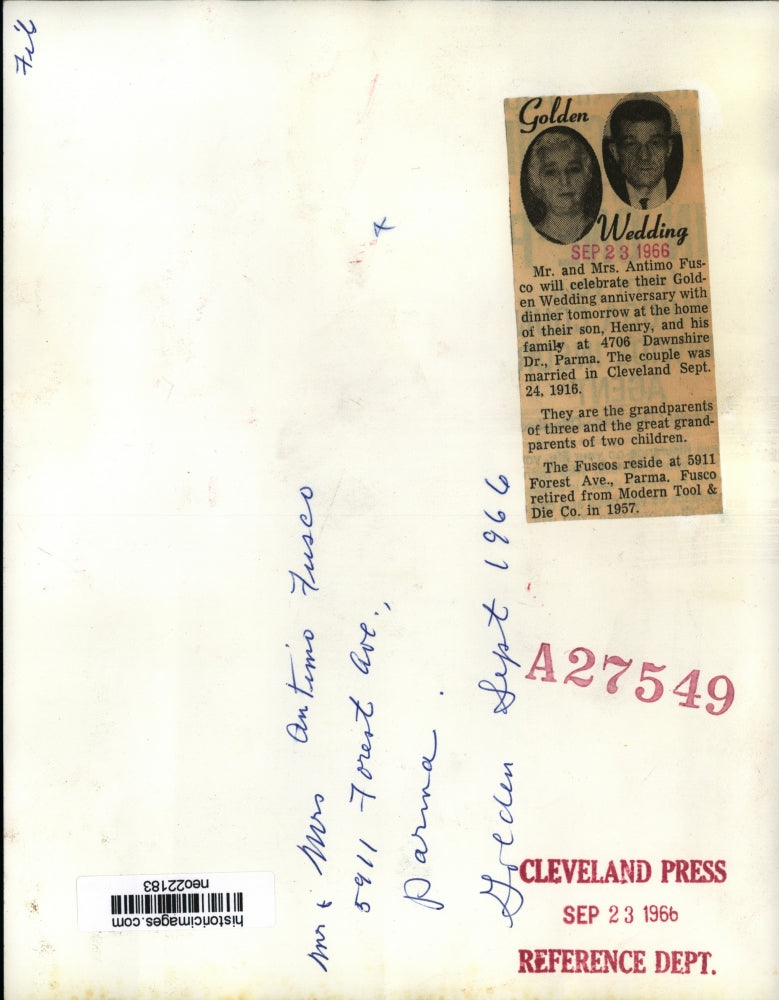 Golden
Wedding
SEP 23 1966
Mr. and Mrs. Antimo Fus-
co will celebrate their Gold-
en Wedding anniversary with
dinner tomorrow at the home
of their son, Henry, and his
family at 4706 Dawnshire
Dr., Parma. The couple was
married in Cleveland Sept.
24, 1916.
They are the grandparents
of three and the great grand-
parents of two children.
The Fuscos reside at 5911
Forest Ave., Parma. Fusco
retired from Modern Tool &
Die Co. in 1957.
Mr & Mrs Antimo Fusco
5911 Forest Ave.,
Parma.
Golden Sept 1966
A27549
CLEVELAND PRESS
SEP 23 1966
REFERENCE DEPT.
historicimages.com
neo22183